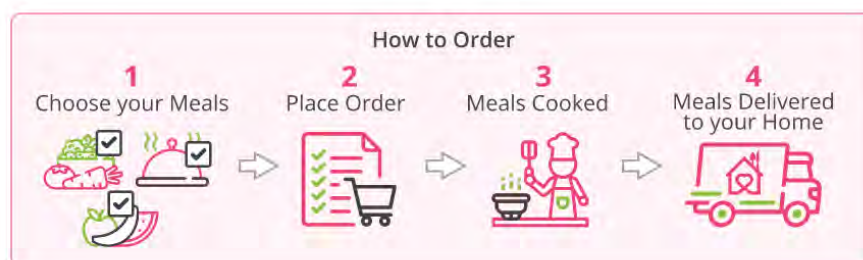 How to Order
1
Choose your Meals
2
Place Order
3
Meals Cooked
4
Meals Delivered
to your Home